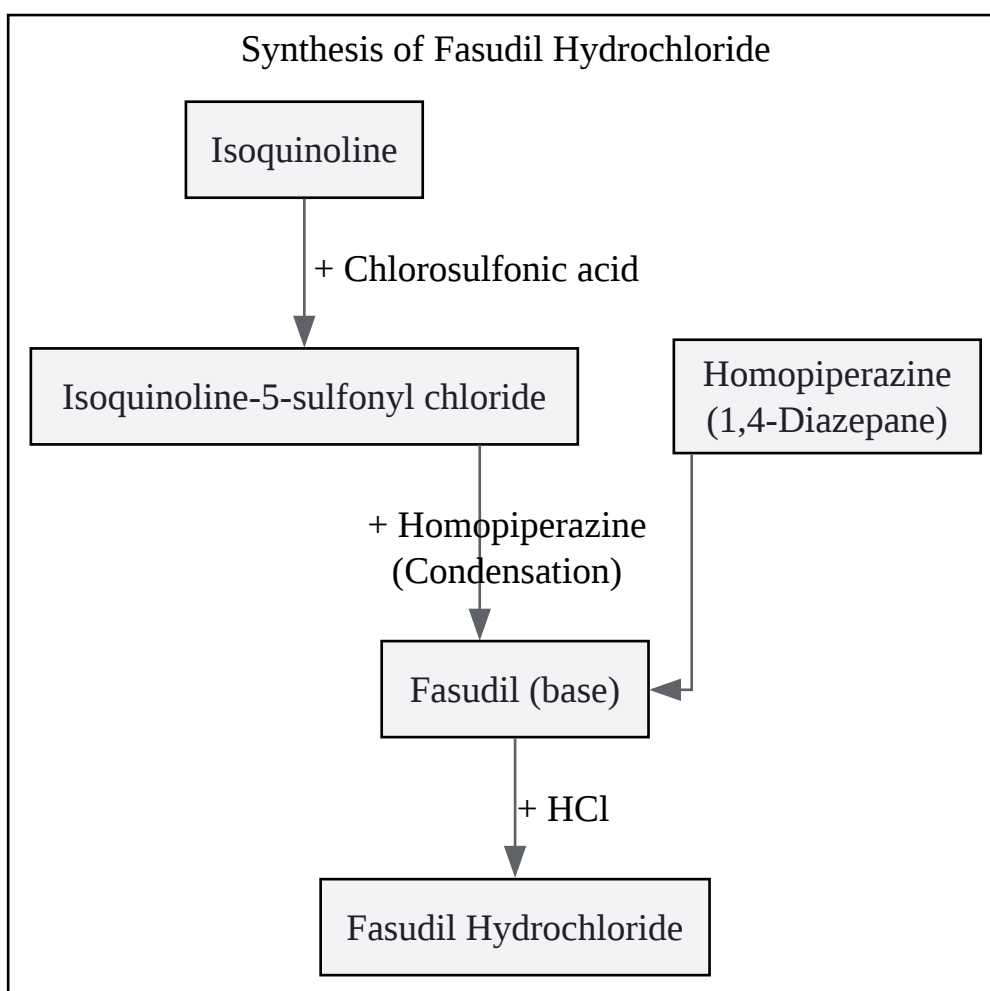 Synthesis of Fasudil Hydrochloride
Isoquinoline
+ Chlorosulfonic acid
Isoquinoline-5-sulfonyl chloride
Homopiperazine
(1,4-Diazepane)
+ Homopiperazine
(Condensation)
Fasudil (base)
+ HCl
Fasudil Hydrochloride